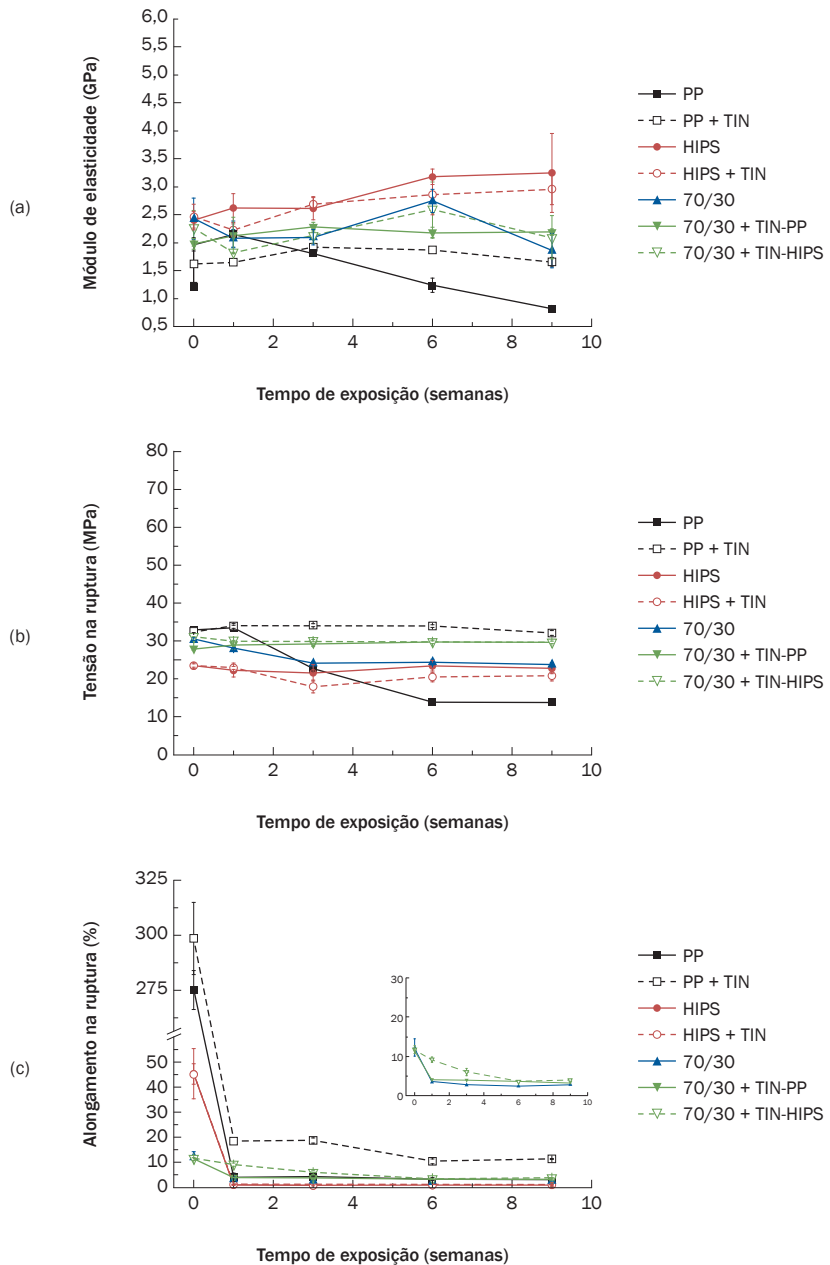 (a)
Módulo de elasticidade (GPa)
6,0
5,5
5,0
4,5
4,0
3,5
3,0
2,5
2,0
1,5
1,0
0,5
0 2 4 6 8 10
Tempo de exposição (semanas)
PP
PP + TIN
HIPS
HIPS + TIN
70/30
70/30 + TIN-PP
70/30 + TIN-HIPS
(b)
Tensão na ruptura (MPa)
80
70
60
50
40
30
20
10
0
0 2 4 6 8 10
Tempo de exposição (semanas)
PP
PP + TIN
HIPS
HIPS + TIN
70/30
70/30 + TIN-PP
70/30 + TIN-HIPS
(c)
Alongamento na ruptura (%)
325
300
275
50
40
30
20
10
0
0 2 4 6 8 10
30
20
10
0
0 2 4 6 8 10
Tempo de exposição (semanas)
PP
PP + TIN
HIPS
HIPS + TIN
70/30
70/30 + TIN-PP
70/30 + TIN-HIPS